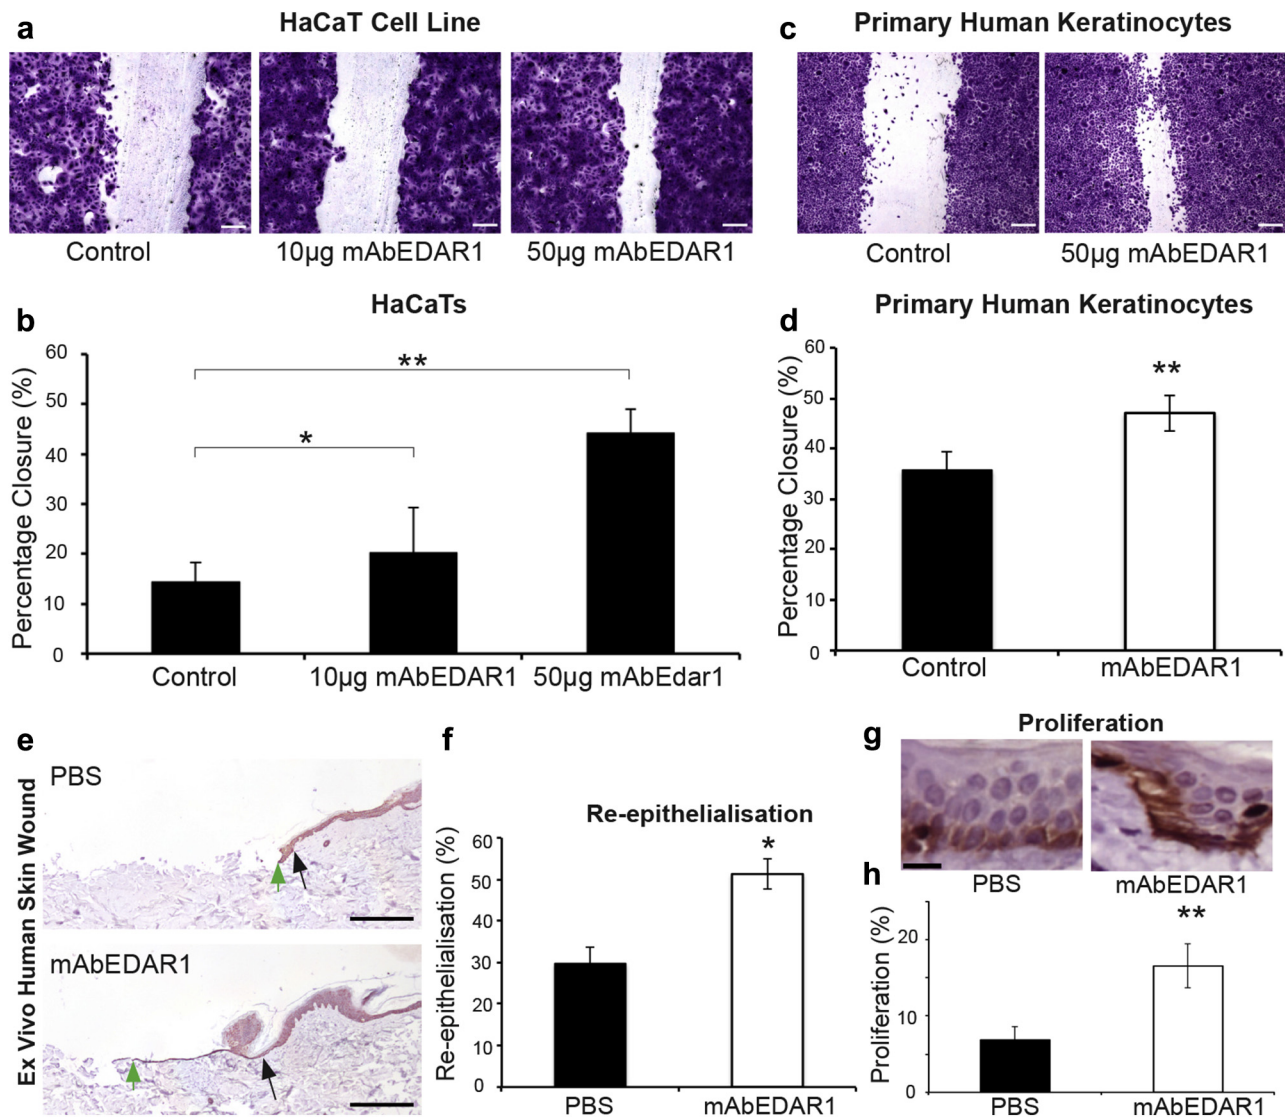 a
HaCaT Cell Line
c
Primary Human Keratinocytes
Control
10µg mAbEDAR1
50µg mAbEDAR1
Control
50µg mAbEDAR1
b
HaCaTs
Percentage Closure (%)
60
50
40
30
20
10
0
*
**
Control
10µg mAbEDAR1
50µg mAbEdar1
d
Primary Human Keratinocytes
Percentage Closure (%)
60
50
40
30
20
10
0
**
Control
mAbEDAR1
e
Ex Vivo Human Skin Wound
PBS
mAbEDAR1
f
Re-epithelialisation
Re-epithelialisation (%)
60
50
40
30
20
10
0
*
PBS
mAbEDAR1
g
Proliferation
PBS
mAbEDAR1
h
Proliferation (%)
20
10
0
**
PBS
mAbEDAR1